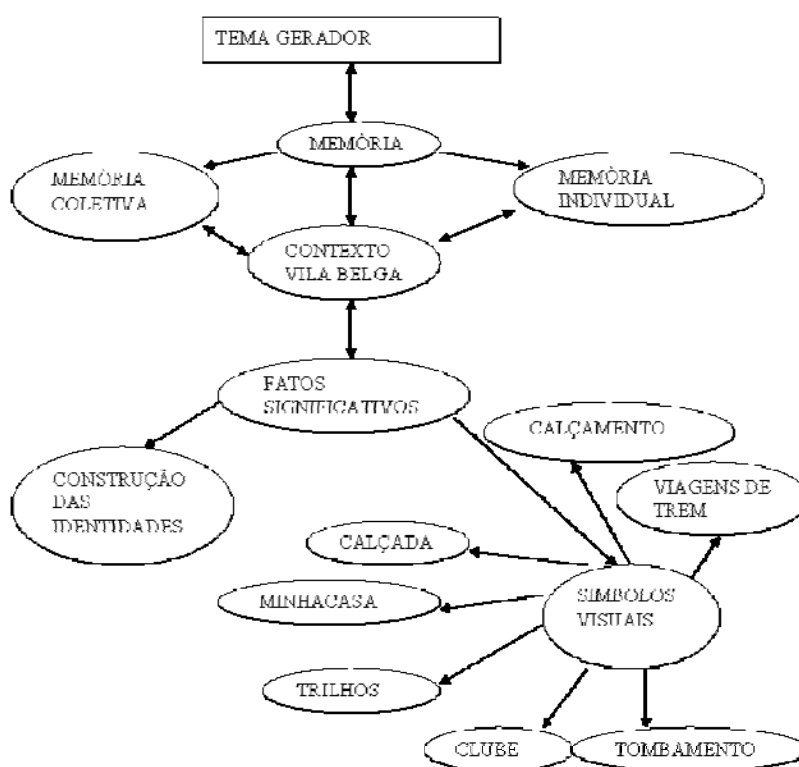 TEMA GERADOR
MEMÒRIA
MEMÒRIA
COLETIVA
MEMÒRIA
INDIVIDUAL
CONTEXTO
VILA BELGA
FATOS
SIGNIFICATIVOS
CALÇAMENTO
CONSTRUÇÃO
DAS
IDENTIDADES
VIAGENS DE
TREM
CALÇADA
MINHACASA
SIMBOLOS
VISUAIS
TRILHOS
CLUBE
TOMBAMENTO